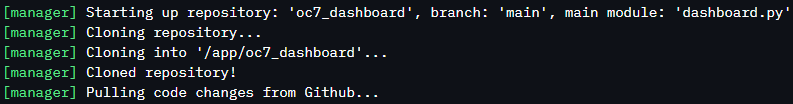 [manager] Starting up repository: 'oc7_dashboard', branch: 'main', main module: 'dashboard.py'
[manager] Cloning repository...
[manager] Cloning into '/app/oc7_dashboard'...
[manager] Cloned repository!
[manager] Pulling code changes from Github...